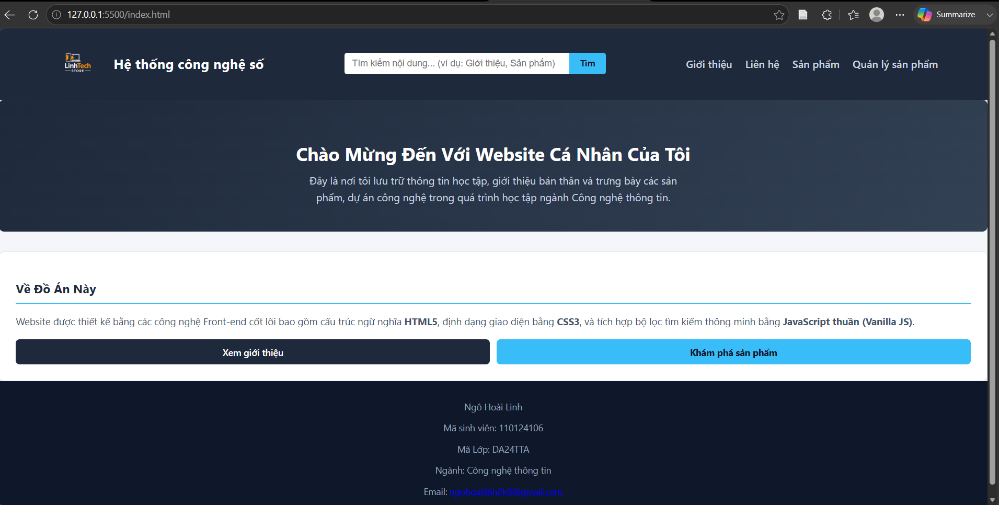 127.0.0.1:5500/index.html
Summarize
LinhTech
STORE
Hệ thống công nghệ số
Tìm kiếm nội dung... (ví dụ: Giới thiệu, Sản phẩm)
Tìm
Giới thiệu
Liên hệ
Sản phẩm
Quản lý sản phẩm
Chào Mừng Đến Với Website Cá Nhân Của Tôi
Đây là nơi tôi lưu trữ thông tin học tập, giới thiệu bản thân và trưng bày các sản
phẩm, dự án công nghệ trong quá trình học tập ngành Công nghệ thông tin.
Về Đồ Án Này
Website được thiết kế bằng các công nghệ Front-end cốt lõi bao gồm cấu trúc ngữ nghĩa HTML5, định dạng giao diện bằng CSS3, và tích hợp bộ lọc tìm kiếm thông minh bằng JavaScript thuần (Vanilla JS).
Xem giới thiệu
Khám phá sản phẩm
Ngô Hoài Linh
Mã sinh viên: 110124106
Mã Lớp: DA24TTA
Ngành: Công nghệ thông tin
Email: ngohoailinh2k6@gmail.com